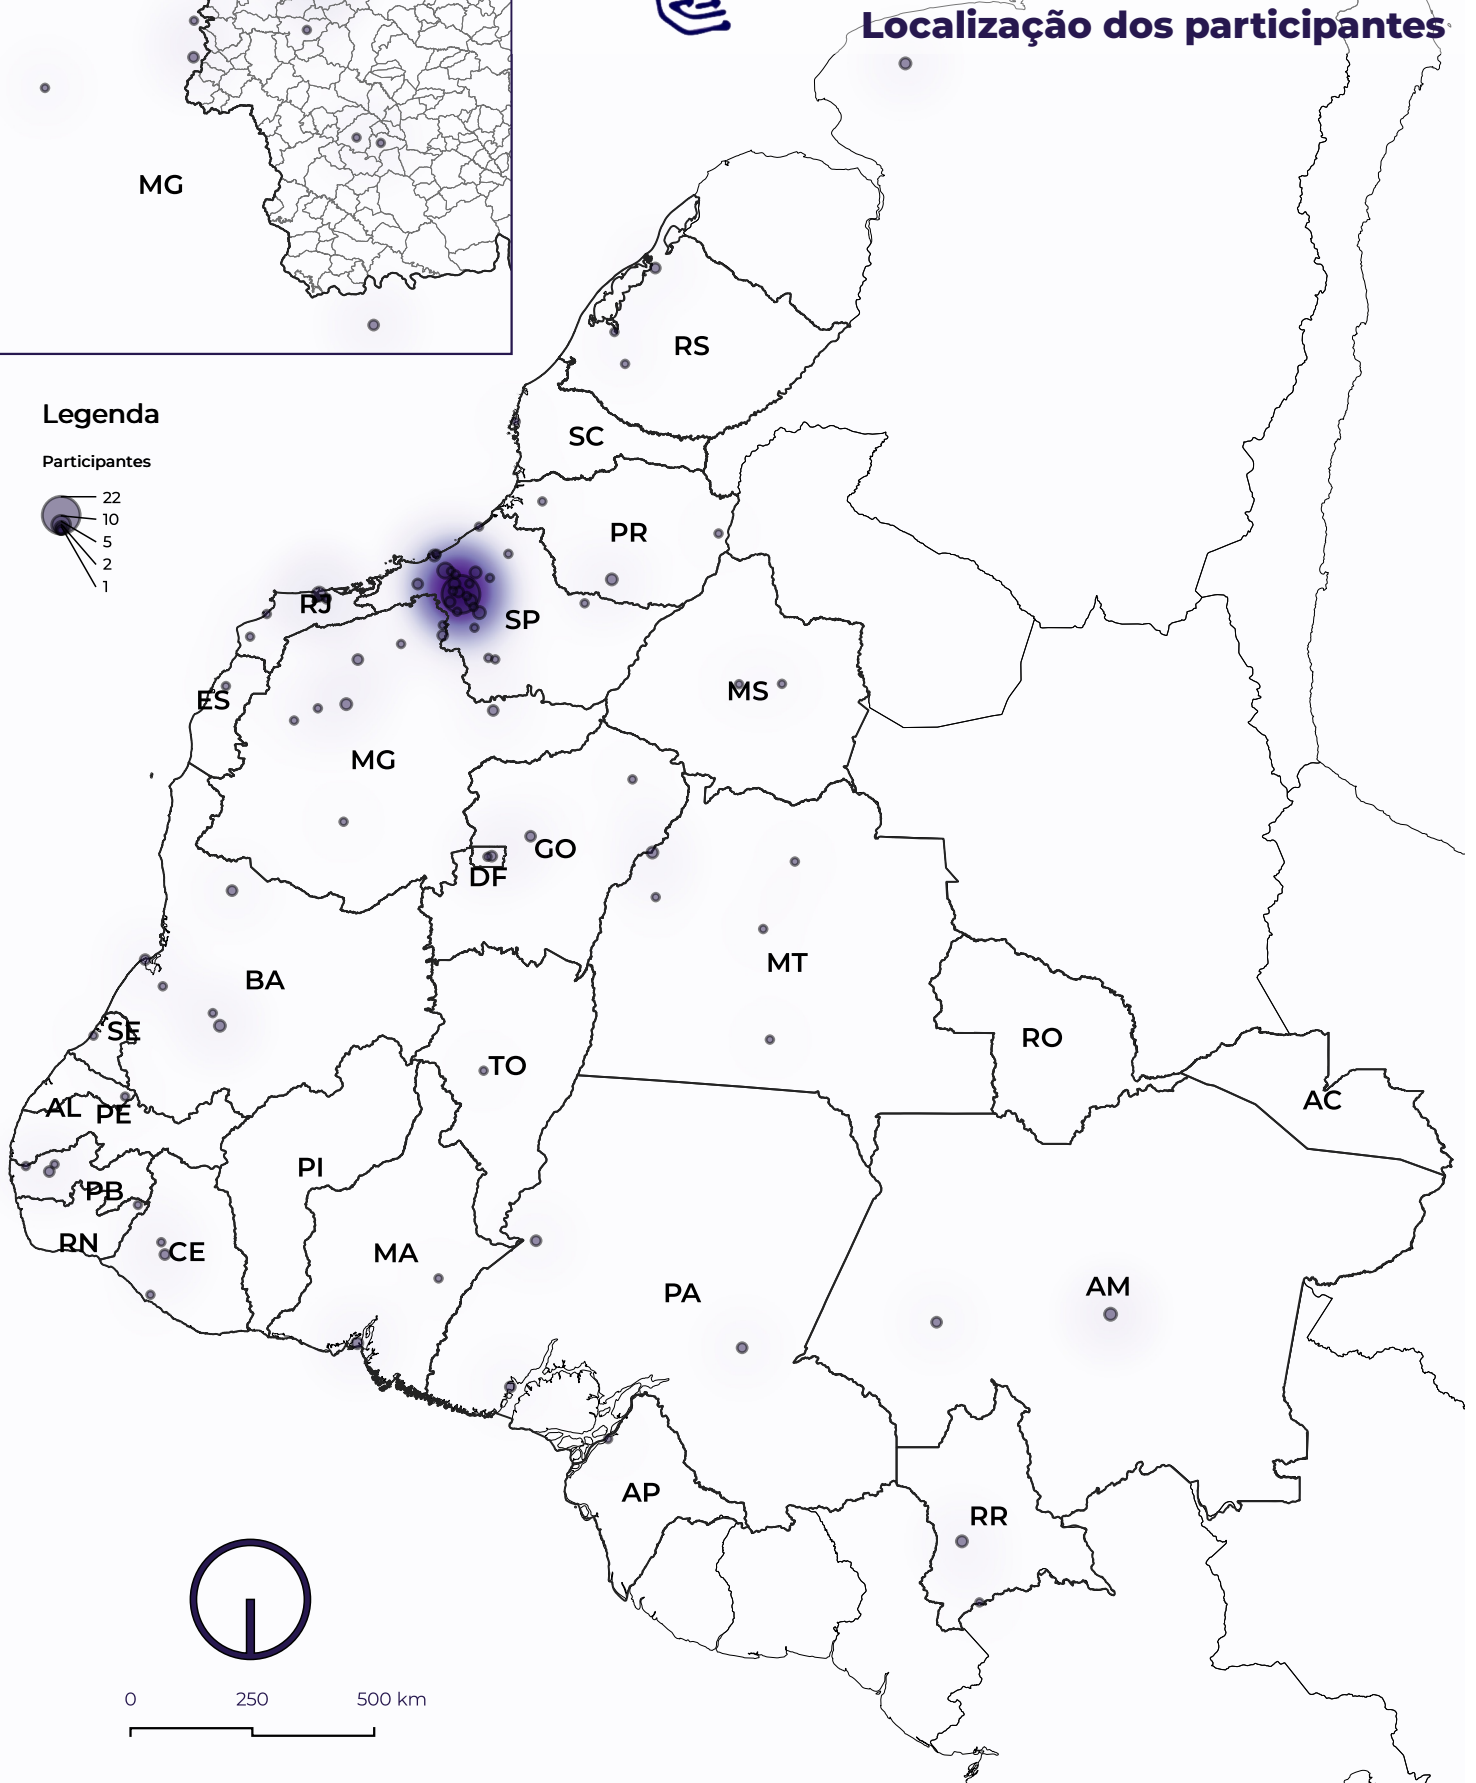 Localização dos participantes
MG
RS
Legenda
SC
Participantes
22
10
5
2
1
PR
RJ
SP
ES
MS
MG
GO
DF
MT
BA
SE
RO
TO
AL
PE
AC
PI
PB
RN
CE
MA
PA
AM
AP
RR
0 250 500 km